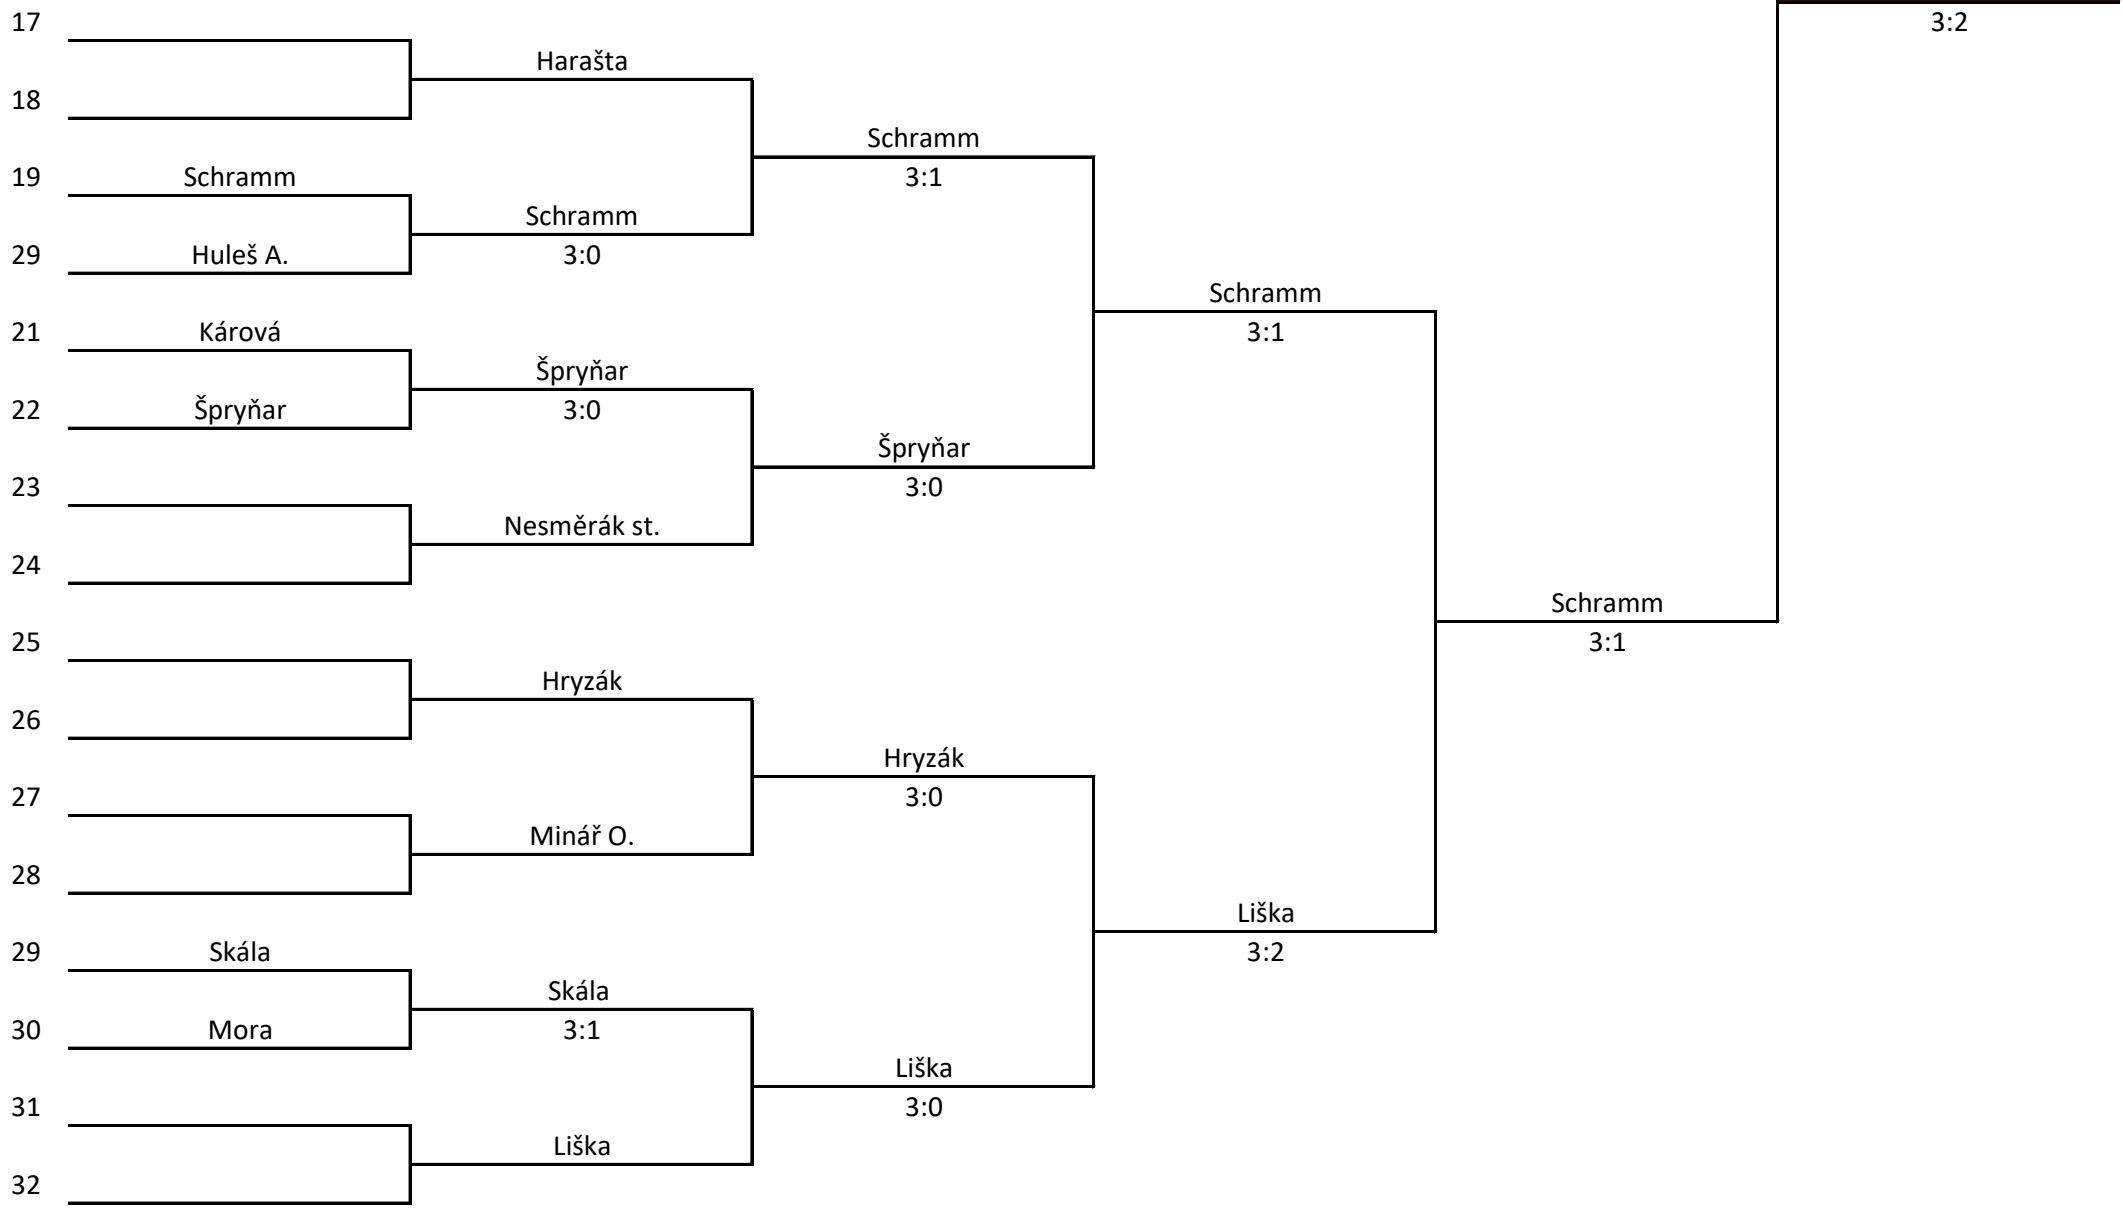 17
3:2
Harašta
18
Schramm
19 Schramm
3:1
Schramm
29 Huleš A.
3:0
Schramm
21 Károvᠠ
3:1
Špryňar
22 Špryňar
3:0
Špryňar
23
3:0
Nesměrák st.
24
Schramm
25
3:1
Hryzák
26
Hryzák
27
3:0
Minář O.
28
Liška
29 Skála
3:2
Skála
30 Mora
3:1
Liška
31
3:0
Liška
32